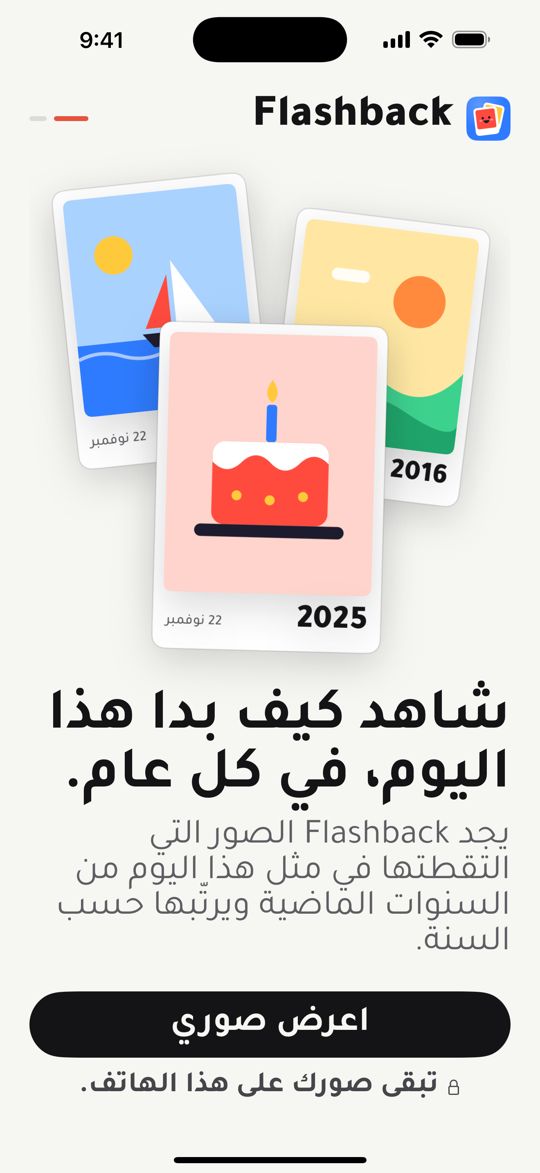 9:41
Flashback
22 نوفمبر
2016
2025
22 نوفمبر
شاهد كيف بدا هذا
اليوم، في كل عام.
يجد Flashback الصور التي
التقطتها في مثل هذا اليوم من
السنوات الماضية ويرتّبها حسب
السنة.
اعرض صوري
تبقى صورك على هذا الهاتف.